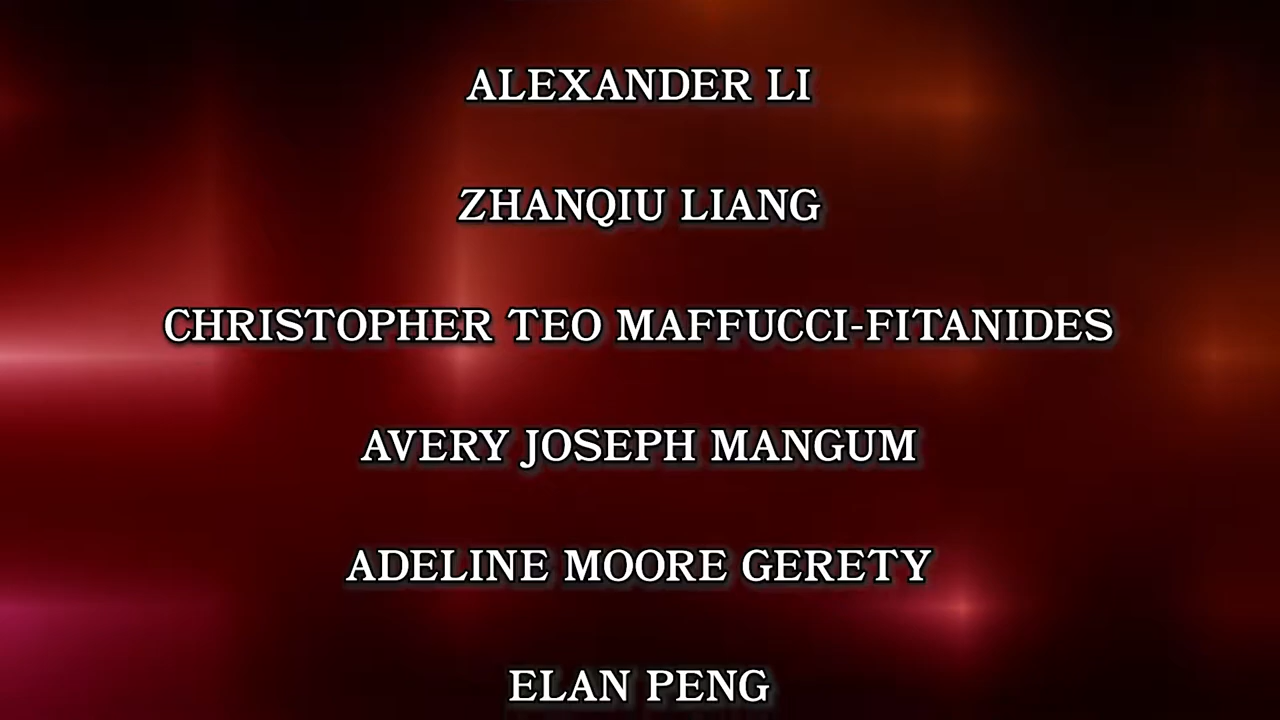 ALEXANDER LI
ZHANQIU LIANG
CHRISTOPHER TEO MAFFUCCI-FITANIDES
AVERY JOSEPH MANGUM
ADELINE MOORE GERETY
ELAN PENG